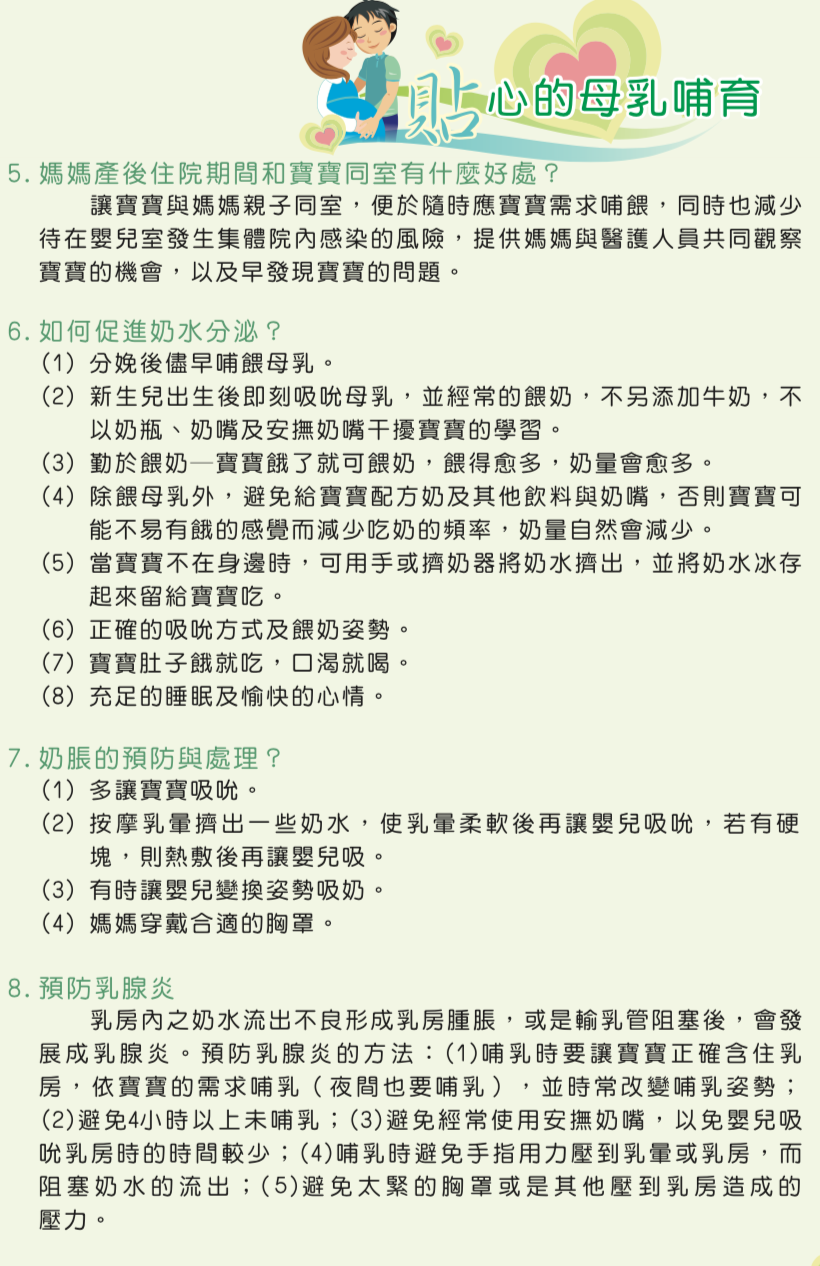 貼心的母乳哺育
5. 媽媽產後住院期間和寶寶同室有什麼好處？
讓寶寶與媽媽親子同室，便於隨時應寶寶需求哺餵，同時也減少
待在嬰兒室發生集體院內感染的風險，提供媽媽與醫護人員共同觀察
寶寶的機會，以及早發現寶寶的問題。
6. 如何促進奶水分泌？
(1) 分娩後儘早哺餵母乳。
(2) 新生兒出生後即刻吸吮母乳，並經常的餵奶，不另添加牛奶，不
以奶瓶、奶嘴及安撫奶嘴干擾寶寶的學習。
(3) 勤於餵奶─寶寶餓了就可餵奶，餵得愈多，奶量會愈多。
(4) 除餵母乳外，避免給寶寶配方奶及其他飲料與奶嘴，否則寶寶可
能不易有餓的感覺而減少吃奶的頻率，奶量自然會減少。
(5) 當寶寶不在身邊時，可用手或擠奶器將奶水擠出，並將奶水冰存
起來留給寶寶吃。
(6) 正確的吸吮方式及餵奶姿勢。
(7) 寶寶肚子餓就吃，口渴就喝。
(8) 充足的睡眠及愉快的心情。
7. 奶脹的預防與處理？
(1) 多讓寶寶吸吮。
(2) 按摩乳暈擠出一些奶水，使乳暈柔軟後再讓嬰兒吸吮，若有硬
塊，則熱敷後再讓嬰兒吸。
(3) 有時讓嬰兒變換姿勢吸奶。
(4) 媽媽穿戴合適的胸罩。
8. 預防乳腺炎
乳房內之奶水流出不良形成乳房腫脹，或是輸乳管阻塞後，會發
展成乳腺炎。預防乳腺炎的方法：(1)哺乳時要讓寶寶正確含住乳
房，依寶寶的需求哺乳（夜間也要哺乳），並時常改變哺乳姿勢；
(2)避免4小時以上未哺乳；(3)避免經常使用安撫奶嘴，以免嬰兒吸
吮乳房時的時間較少；(4)哺乳時避免手指用力壓到乳暈或乳房，而
阻塞奶水的流出；(5)避免太緊的胸罩或是其他壓到乳房造成的
壓力。